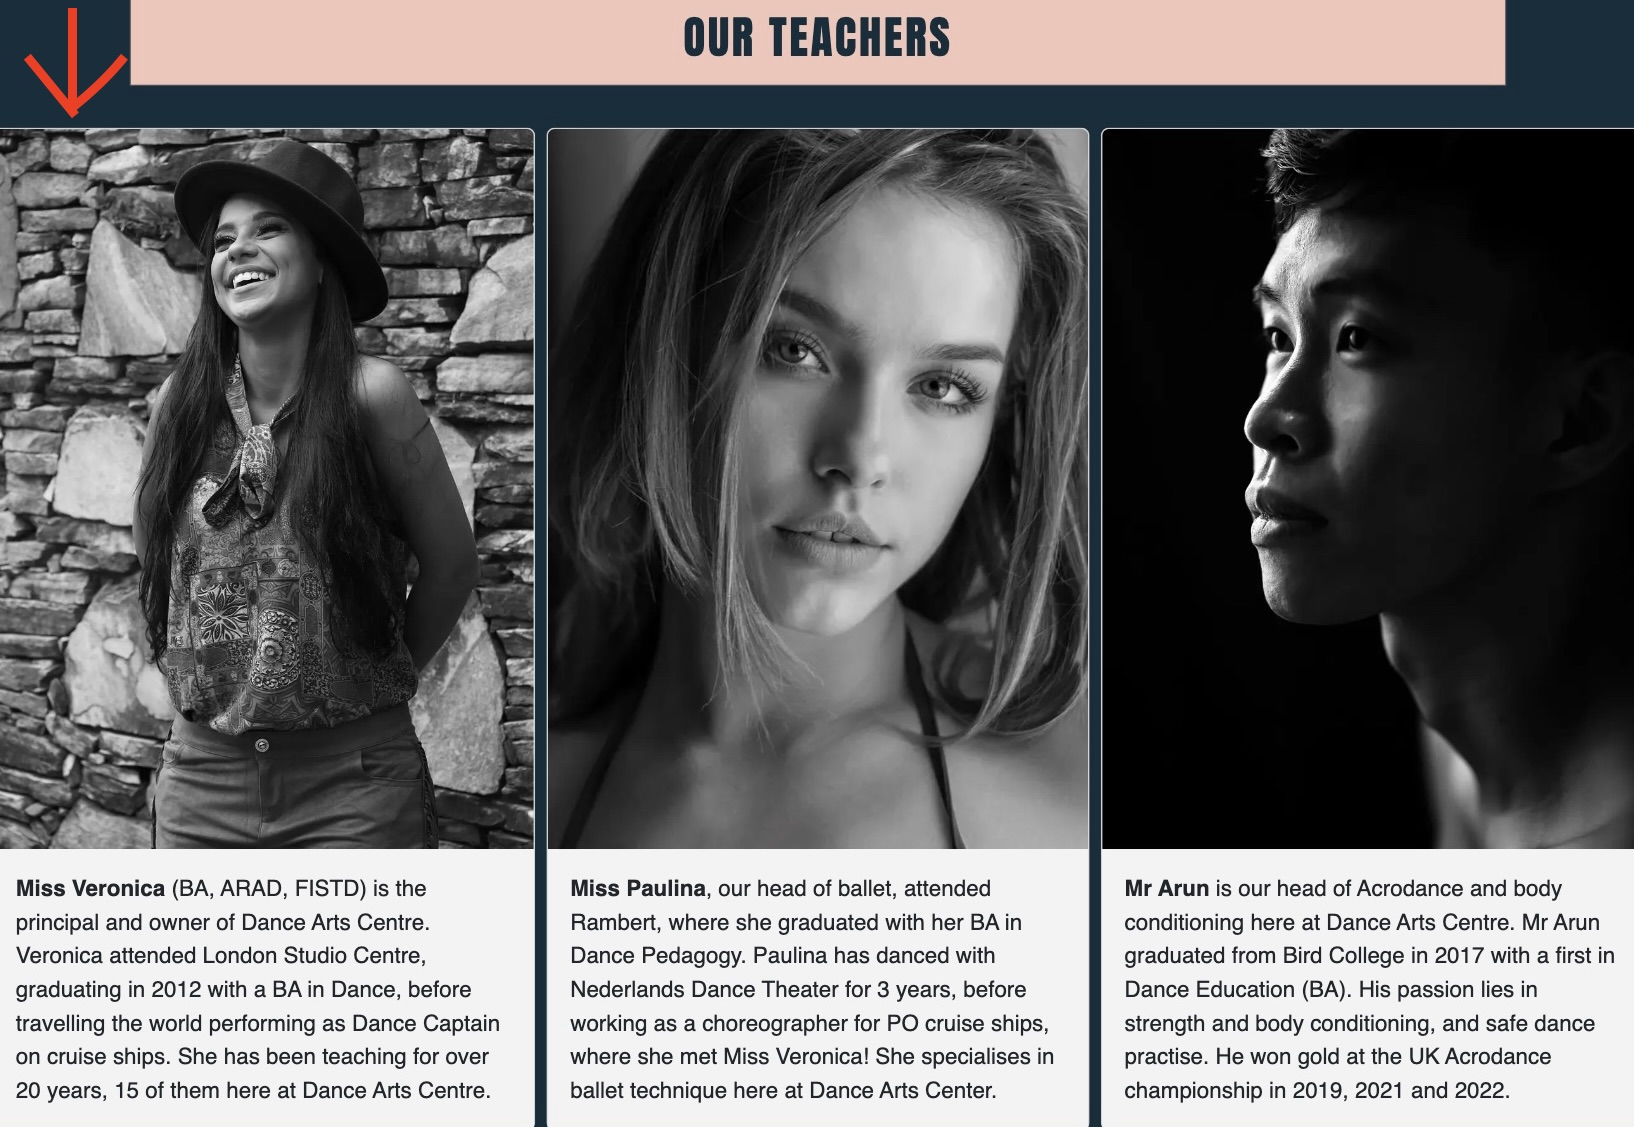 OUR TEACHERS
Miss Veronica (BA, ARAD, FISTD) is the
principal and owner of Dance Arts Centre.
Veronica attended London Studio Centre,
graduating in 2012 with a BA in Dance, before
travelling the world performing as Dance Captain
on cruise ships. She has been teaching for over
20 years, 15 of them here at Dance Arts Centre.
Miss Paulina, our head of ballet, attended
Rambert, where she graduated with her BA in
Dance Pedagogy. Paulina has danced with
Nederlands Dance Theater for 3 years, before
working as a choreographer for PO cruise ships,
where she met Miss Veronica! She specialises in
ballet technique here at Dance Arts Center.
Mr Arun is our head of Acrodance and body
conditioning here at Dance Arts Centre. Mr Arun
graduated from Bird College in 2017 with a first in
Dance Education (BA). His passion lies in
strength and body conditioning, and safe dance
practise. He won gold at the UK Acrodance
championship in 2019, 2021 and 2022.